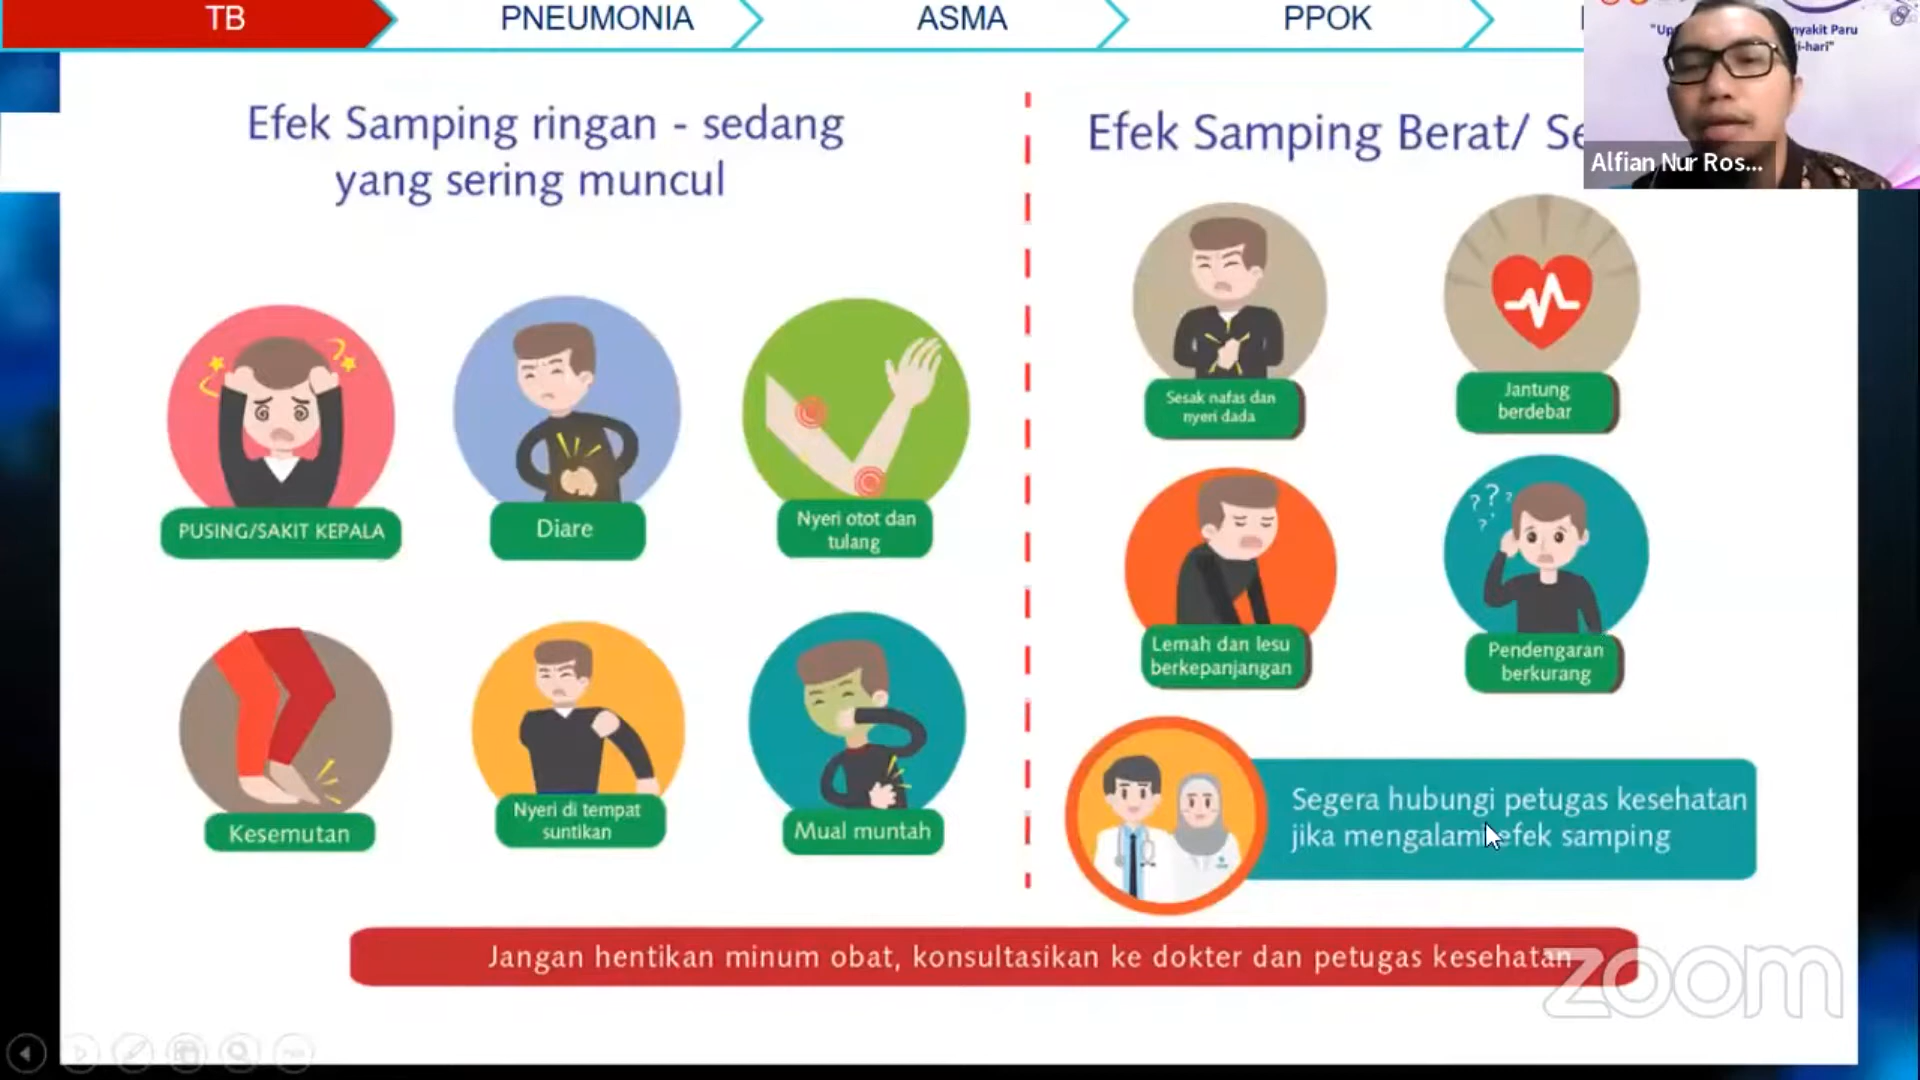 TB
PNEUMONIA
ASMA
PPOK
nyakit Paru
Alfian Nur Ros...
Efek Samping ringan - sedang
yang sering muncul
Efek Samping Berat/
PUSING/SAKIT KEPALA
Diare
Nyeri otot dan
tulang
Kesemutan
Nyeri di tempat
suntikan
Mual muntah
Sesak nafas dan
nyeri dada
Jantung
berdebar
Lemah dan lesu
berkepanjangan
? ? ?
?
Pendengaran
berkurang
Segera hubungi petugas kesehatan
jika mengalami efek samping
Jangan hentikan minum obat, konsultasikan ke dokter dan petugas kesehatan
zoom